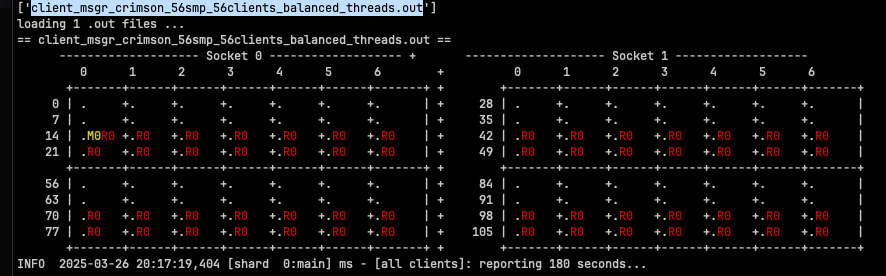 ['client_msgr_crimson_56smp_56clients_balanced_threads.out']
loading 1 .out files ...
== client_msgr_crimson_56smp_56clients_balanced_threads.out ==
------------------- Socket 0 ------------------- +      --------------------- Socket 1 --------------------
0      1      2      3      4      5      6      +      0      1      2      3      4      5      6
+------+------+------+------+------+------+-------+ +      +------+------+------+------+------+------+-------+
0 | .    +.    +.    +.    +.    +.    +.    | +   28 | .    +.    +.    +.    +.    +.    +.    |
7 | .    +.    +.    +.    +.    +.    +.    | +   35 | .    +.    +.    +.    +.    +.    +.    |
14 | .M0R0 +.R0  +.R0  +.R0  +.R0  +.R0  +.R0  | +   42 | .R0  +.R0  +.R0  +.R0  +.R0  +.R0  +.R0  |
21 | .R0  +.R0  +.R0  +.R0  +.R0  +.R0  +.R0  | +   49 | .R0  +.R0  +.R0  +.R0  +.R0  +.R0  +.R0  |
+------+------+------+------+------+------+-------+ +      +------+------+------+------+------+------+-------+
56 | .    +.    +.    +.    +.    +.    +.    | +   84 | .    +.    +.    +.    +.    +.    +.    |
63 | .    +.    +.    +.    +.    +.    +.    | +   91 | .    +.    +.    +.    +.    +.    +.    |
70 | .R0  +.R0  +.R0  +.R0  +.R0  +.R0  +.R0  | +   98 | .R0  +.R0  +.R0  +.R0  +.R0  +.R0  +.R0  |
77 | .R0  +.R0  +.R0  +.R0  +.R0  +.R0  +.R0  | +  105 | .R0  +.R0  +.R0  +.R0  +.R0  +.R0  +.R0  |
+------+------+------+------+------+------+-------+ +      +------+------+------+------+------+------+-------+
INFO  2025-03-26 20:17:19,404 [shard  0:main] ms - [all clients]: reporting 180 seconds...